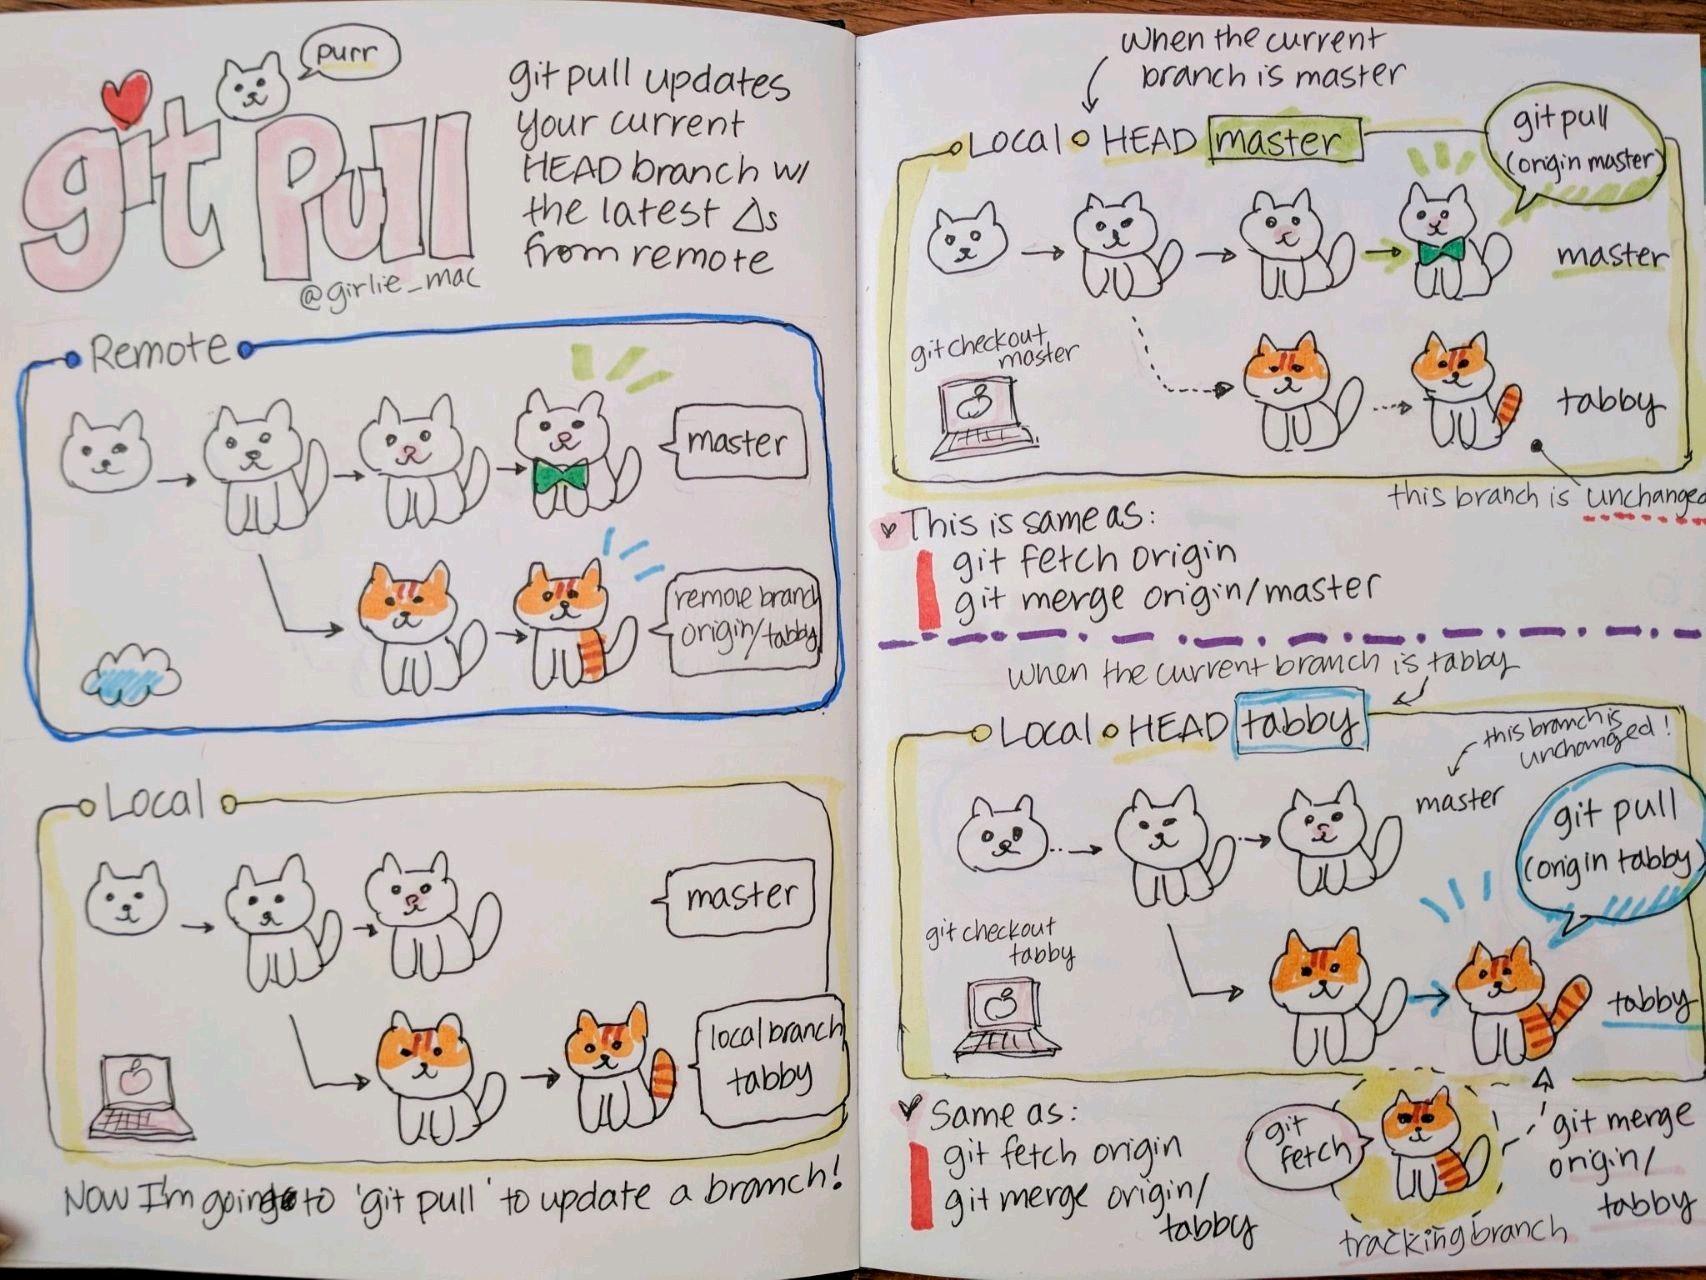 purr
git pull
@girlie_mac
git pull updates
your current
HEAD branch w/
the latest Δs
from remote
Remote
master
remote branch
origin/tabby
Local
master
local branch
tabby
Now I'm going to 'git pull' to update a branch!
When the current
branch is master
Local HEAD master
git pull
(origin master)
master
git checkout
master
tabby
this branch is unchanged
This is same as:
git fetch origin
git merge origin/master
When the current branch is tabby
Local HEAD tabby
this branch is
unchanged!
master
git pull
(origin tabby)
git checkout
tabby
tabby
Same as:
git fetch origin
git merge origin/
tabby
git
fetch
git merge
origin/
tabby
tracking branch